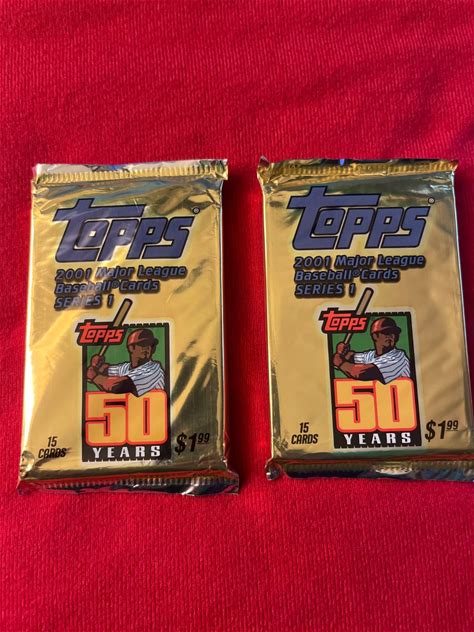 Topps®
2001 Major League
Baseball® Cards
SERIES 1
Topps
50
YEARS
15
CARDS
$1.99
Topps®
2001 Major League
Baseball® Cards
SERIES 1
Topps
50
YEARS
15
CARDS
$1.99